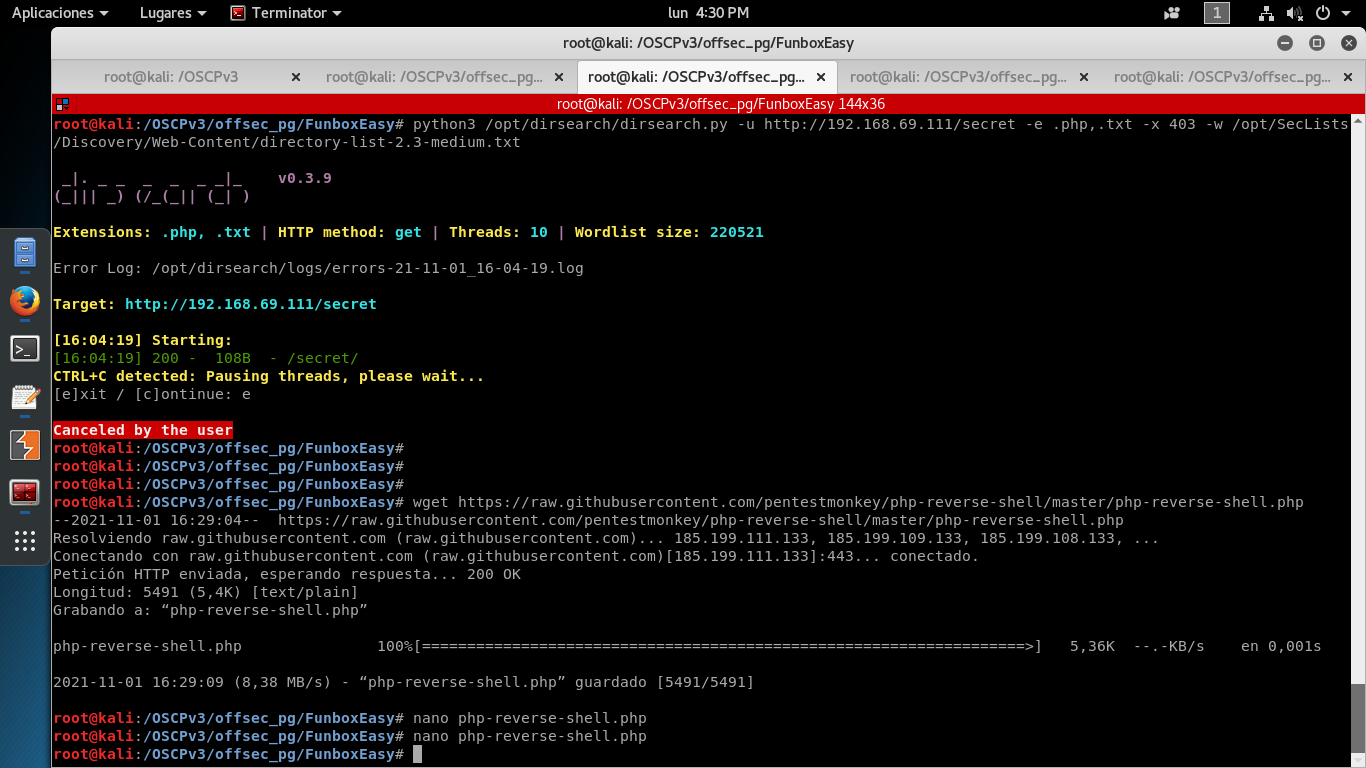 Aplicaciones Lugares Terminator lun 4:30 PM 1
root@kali: /OSCPv3/offsec_pg/FunboxEasy
root@kali: /OSCPv3 root@kali: /OSCPv3/offsec_pg... root@kali: /OSCPv3/offsec_pg... root@kali: /OSCPv3/offsec_pg... root@kali: /OSCPv3/offsec_pg...
root@kali: /OSCPv3/offsec_pg/FunboxEasy 144x36
root@kali:/OSCPv3/offsec_pg/FunboxEasy# python3 /opt/dirsearch/dirsearch.py -u http://192.168.69.111/secret -e .php,.txt -x 403 -w /opt/SecLists
/Discovery/Web-Content/directory-list-2.3-medium.txt
 _|. _ _  _  _  _ _|_    v0.3.9
(_||| _) (/_(_|| (_| )
Extensions: .php, .txt | HTTP method: get | Threads: 10 | Wordlist size: 220521
Error Log: /opt/dirsearch/logs/errors-21-11-01_16-04-19.log
Target: http://192.168.69.111/secret
[16:04:19] Starting:
[16:04:19] 200 -  108B  - /secret/
CTRL+C detected: Pausing threads, please wait...
[e]xit / [c]ontinue: e
Canceled by the user
root@kali:/OSCPv3/offsec_pg/FunboxEasy#
root@kali:/OSCPv3/offsec_pg/FunboxEasy#
root@kali:/OSCPv3/offsec_pg/FunboxEasy#
root@kali:/OSCPv3/offsec_pg/FunboxEasy# wget https://raw.githubusercontent.com/pentestmonkey/php-reverse-shell/master/php-reverse-shell.php
--2021-11-01 16:29:04--  https://raw.githubusercontent.com/pentestmonkey/php-reverse-shell/master/php-reverse-shell.php
Resolviendo raw.githubusercontent.com (raw.githubusercontent.com)... 185.199.111.133, 185.199.109.133, 185.199.108.133, ...
Conectando con raw.githubusercontent.com (raw.githubusercontent.com)[185.199.111.133]:443... conectado.
Petición HTTP enviada, esperando respuesta... 200 OK
Longitud: 5491 (5,4K) [text/plain]
Grabando a: “php-reverse-shell.php”
php-reverse-shell.php               100%[===================================================================>]   5,36K  --.-KB/s    en 0,001s
2021-11-01 16:29:09 (8,38 MB/s) - “php-reverse-shell.php” guardado [5491/5491]
root@kali:/OSCPv3/offsec_pg/FunboxEasy# nano php-reverse-shell.php
root@kali:/OSCPv3/offsec_pg/FunboxEasy# nano php-reverse-shell.php
root@kali:/OSCPv3/offsec_pg/FunboxEasy#